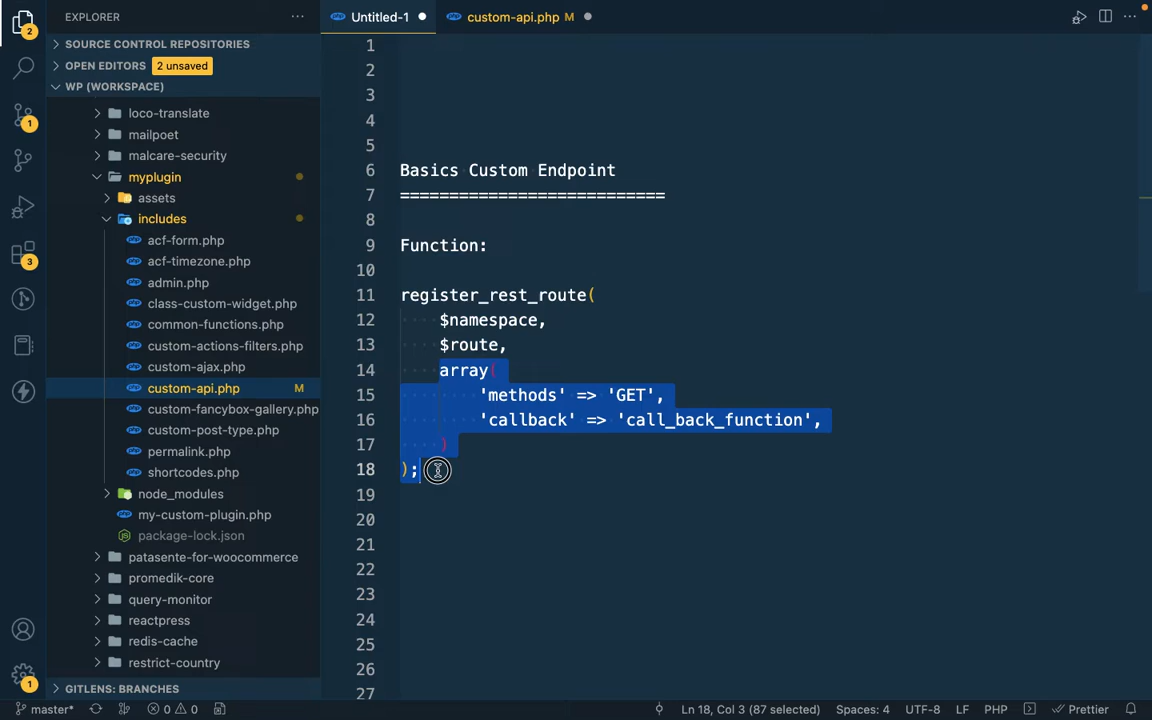 EXPLORER
SOURCE CONTROL REPOSITORIES
OPEN EDITORS 2 unsaved
WP (WORKSPACE)
loco-translate
mailpoet
malcare-security
myplugin
assets
includes
acf-form.php
acf-timezone.php
admin.php
class-custom-widget.php
common-functions.php
custom-actions-filters.php
custom-ajax.php
custom-api.php M
custom-fancybox-gallery.php
custom-post-type.php
permalink.php
shortcodes.php
node_modules
my-custom-plugin.php
package-lock.json
patasente-for-woocommerce
promedik-core
query-monitor
reactpress
redis-cache
restrict-country
GITLENS: BRANCHES
2
1
3
1
Untitled-1 custom-api.php M
1
2
3
4
5
6 Basics Custom Endpoint
7 ===========================
8
9 Function:
10
11 register_rest_route(
12 $namespace,
13 $route,
14 array(
15 'methods' => 'GET',
16 'callback' => 'call_back_function',
17 )
18 );
19
20
21
22
23
24
25
26
27
master* 0 0 Ln 18, Col 3 (87 selected) Spaces: 4 UTF-8 LF PHP Prettier